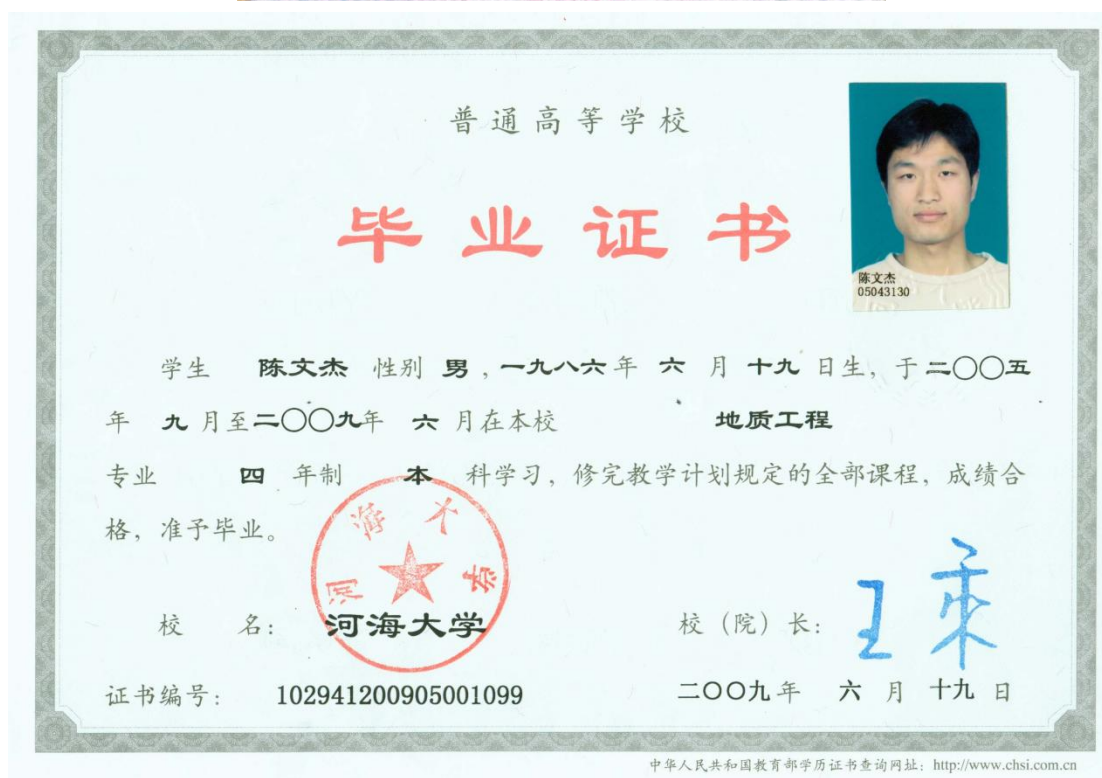 普通高等学校
毕业证书
陈文杰
05043130
学生 陈文杰 性别 男，一九八六年 六 月 十九 日生，于二〇〇五
年 九 月至二〇〇九年 六 月在本校 地质工程
专业 四 年制 本 科学习，修完教学计划规定的全部课程，成绩合
格，准予毕业。
河海大学
校 名： 河海大学 校（院）长： 王乘
证书编号： 102941200905001099 二〇〇九年 六 月 十九 日
中华人民共和国教育部学历证书查询网址：http://www.chsi.com.cn